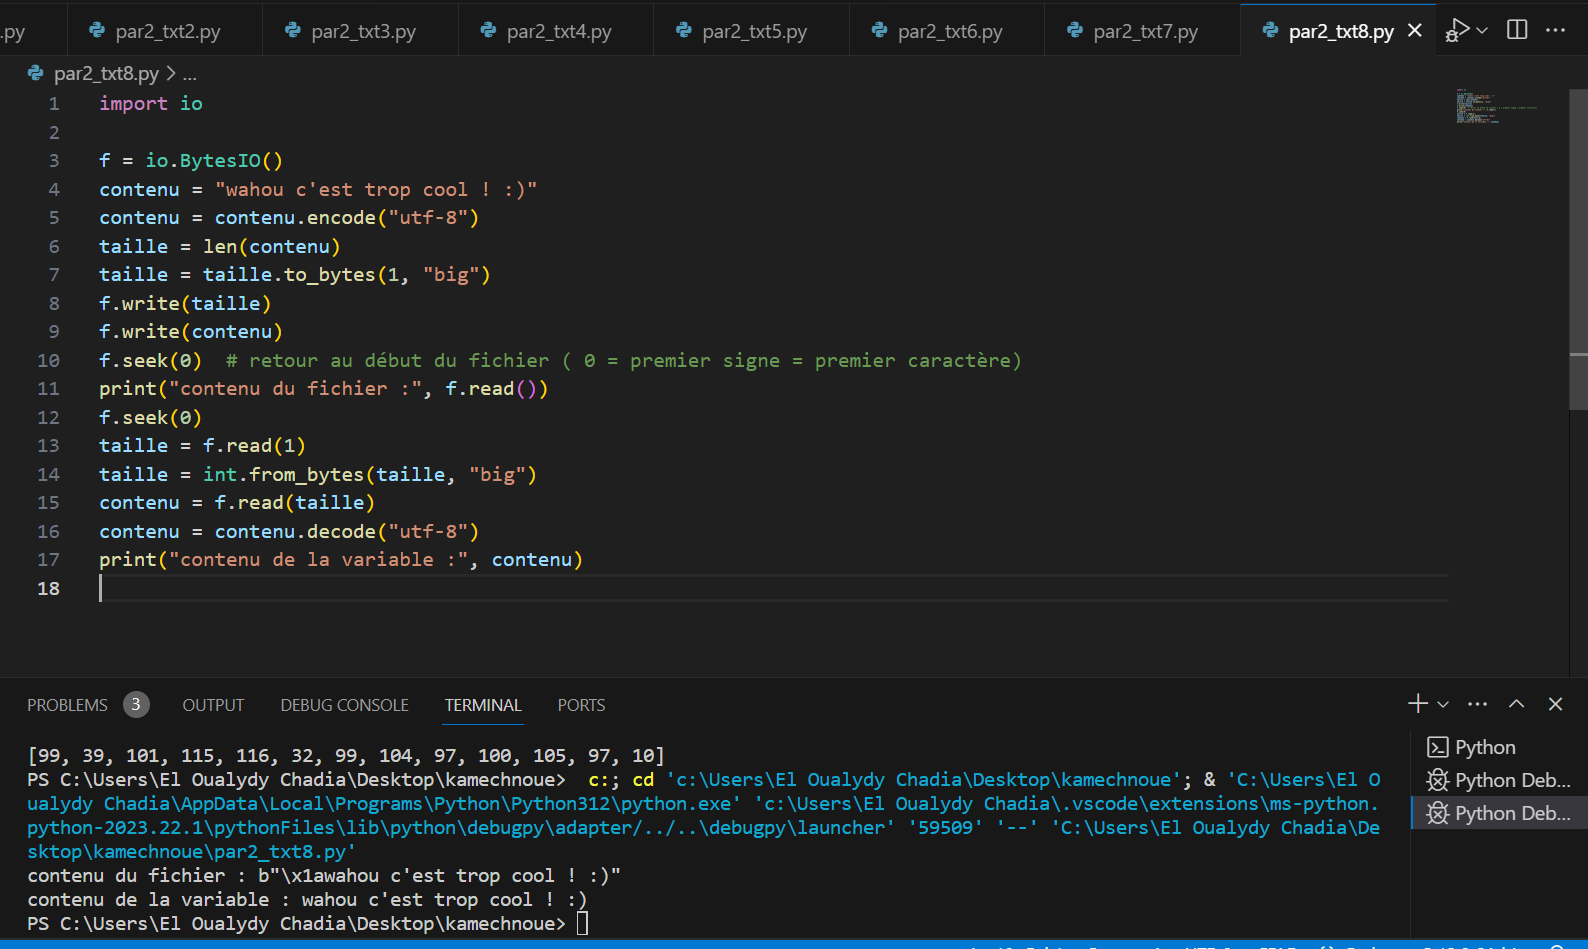 .py par2_txt2.py par2_txt3.py par2_txt4.py par2_txt5.py par2_txt6.py par2_txt7.py par2_txt8.py
par2_txt8.py > ...
1 import io
2
3 f = io.BytesIO()
4 contenu = "wahou c'est trop cool ! :)"
5 contenu = contenu.encode("utf-8")
6 taille = len(contenu)
7 taille = taille.to_bytes(1, "big")
8 f.write(taille)
9 f.write(contenu)
10 f.seek(0)  # retour au début du fichier ( 0 = premier signe = premier caractère)
11 print("contenu du fichier :", f.read())
12 f.seek(0)
13 taille = f.read(1)
14 taille = int.from_bytes(taille, "big")
15 contenu = f.read(taille)
16 contenu = contenu.decode("utf-8")
17 print("contenu de la variable :", contenu)
18
PROBLEMS 3 OUTPUT DEBUG CONSOLE TERMINAL PORTS
[99, 39, 101, 115, 116, 32, 99, 104, 97, 100, 105, 97, 10]
PS C:\Users\El Oualydy Chadia\Desktop\kamechnoue>  c:; cd 'c:\Users\El Oualydy Chadia\Desktop\kamechnoue'; & 'C:\Users\El O
ualydy Chadia\AppData\Local\Programs\Python\Python312\python.exe' 'c:\Users\El Oualydy Chadia\.vscode\extensions\ms-python.
python-2023.22.1\pythonFiles\lib\python\debugpy\adapter/../..\debugpy\launcher' '59509' '--' 'C:\Users\El Oualydy Chadia\De
sktop\kamechnoue\par2_txt8.py'
contenu du fichier : b"\x1awahou c'est trop cool ! :)"
contenu de la variable : wahou c'est trop cool ! :)
PS C:\Users\El Oualydy Chadia\Desktop\kamechnoue>
Python
Python Deb...
Python Deb...